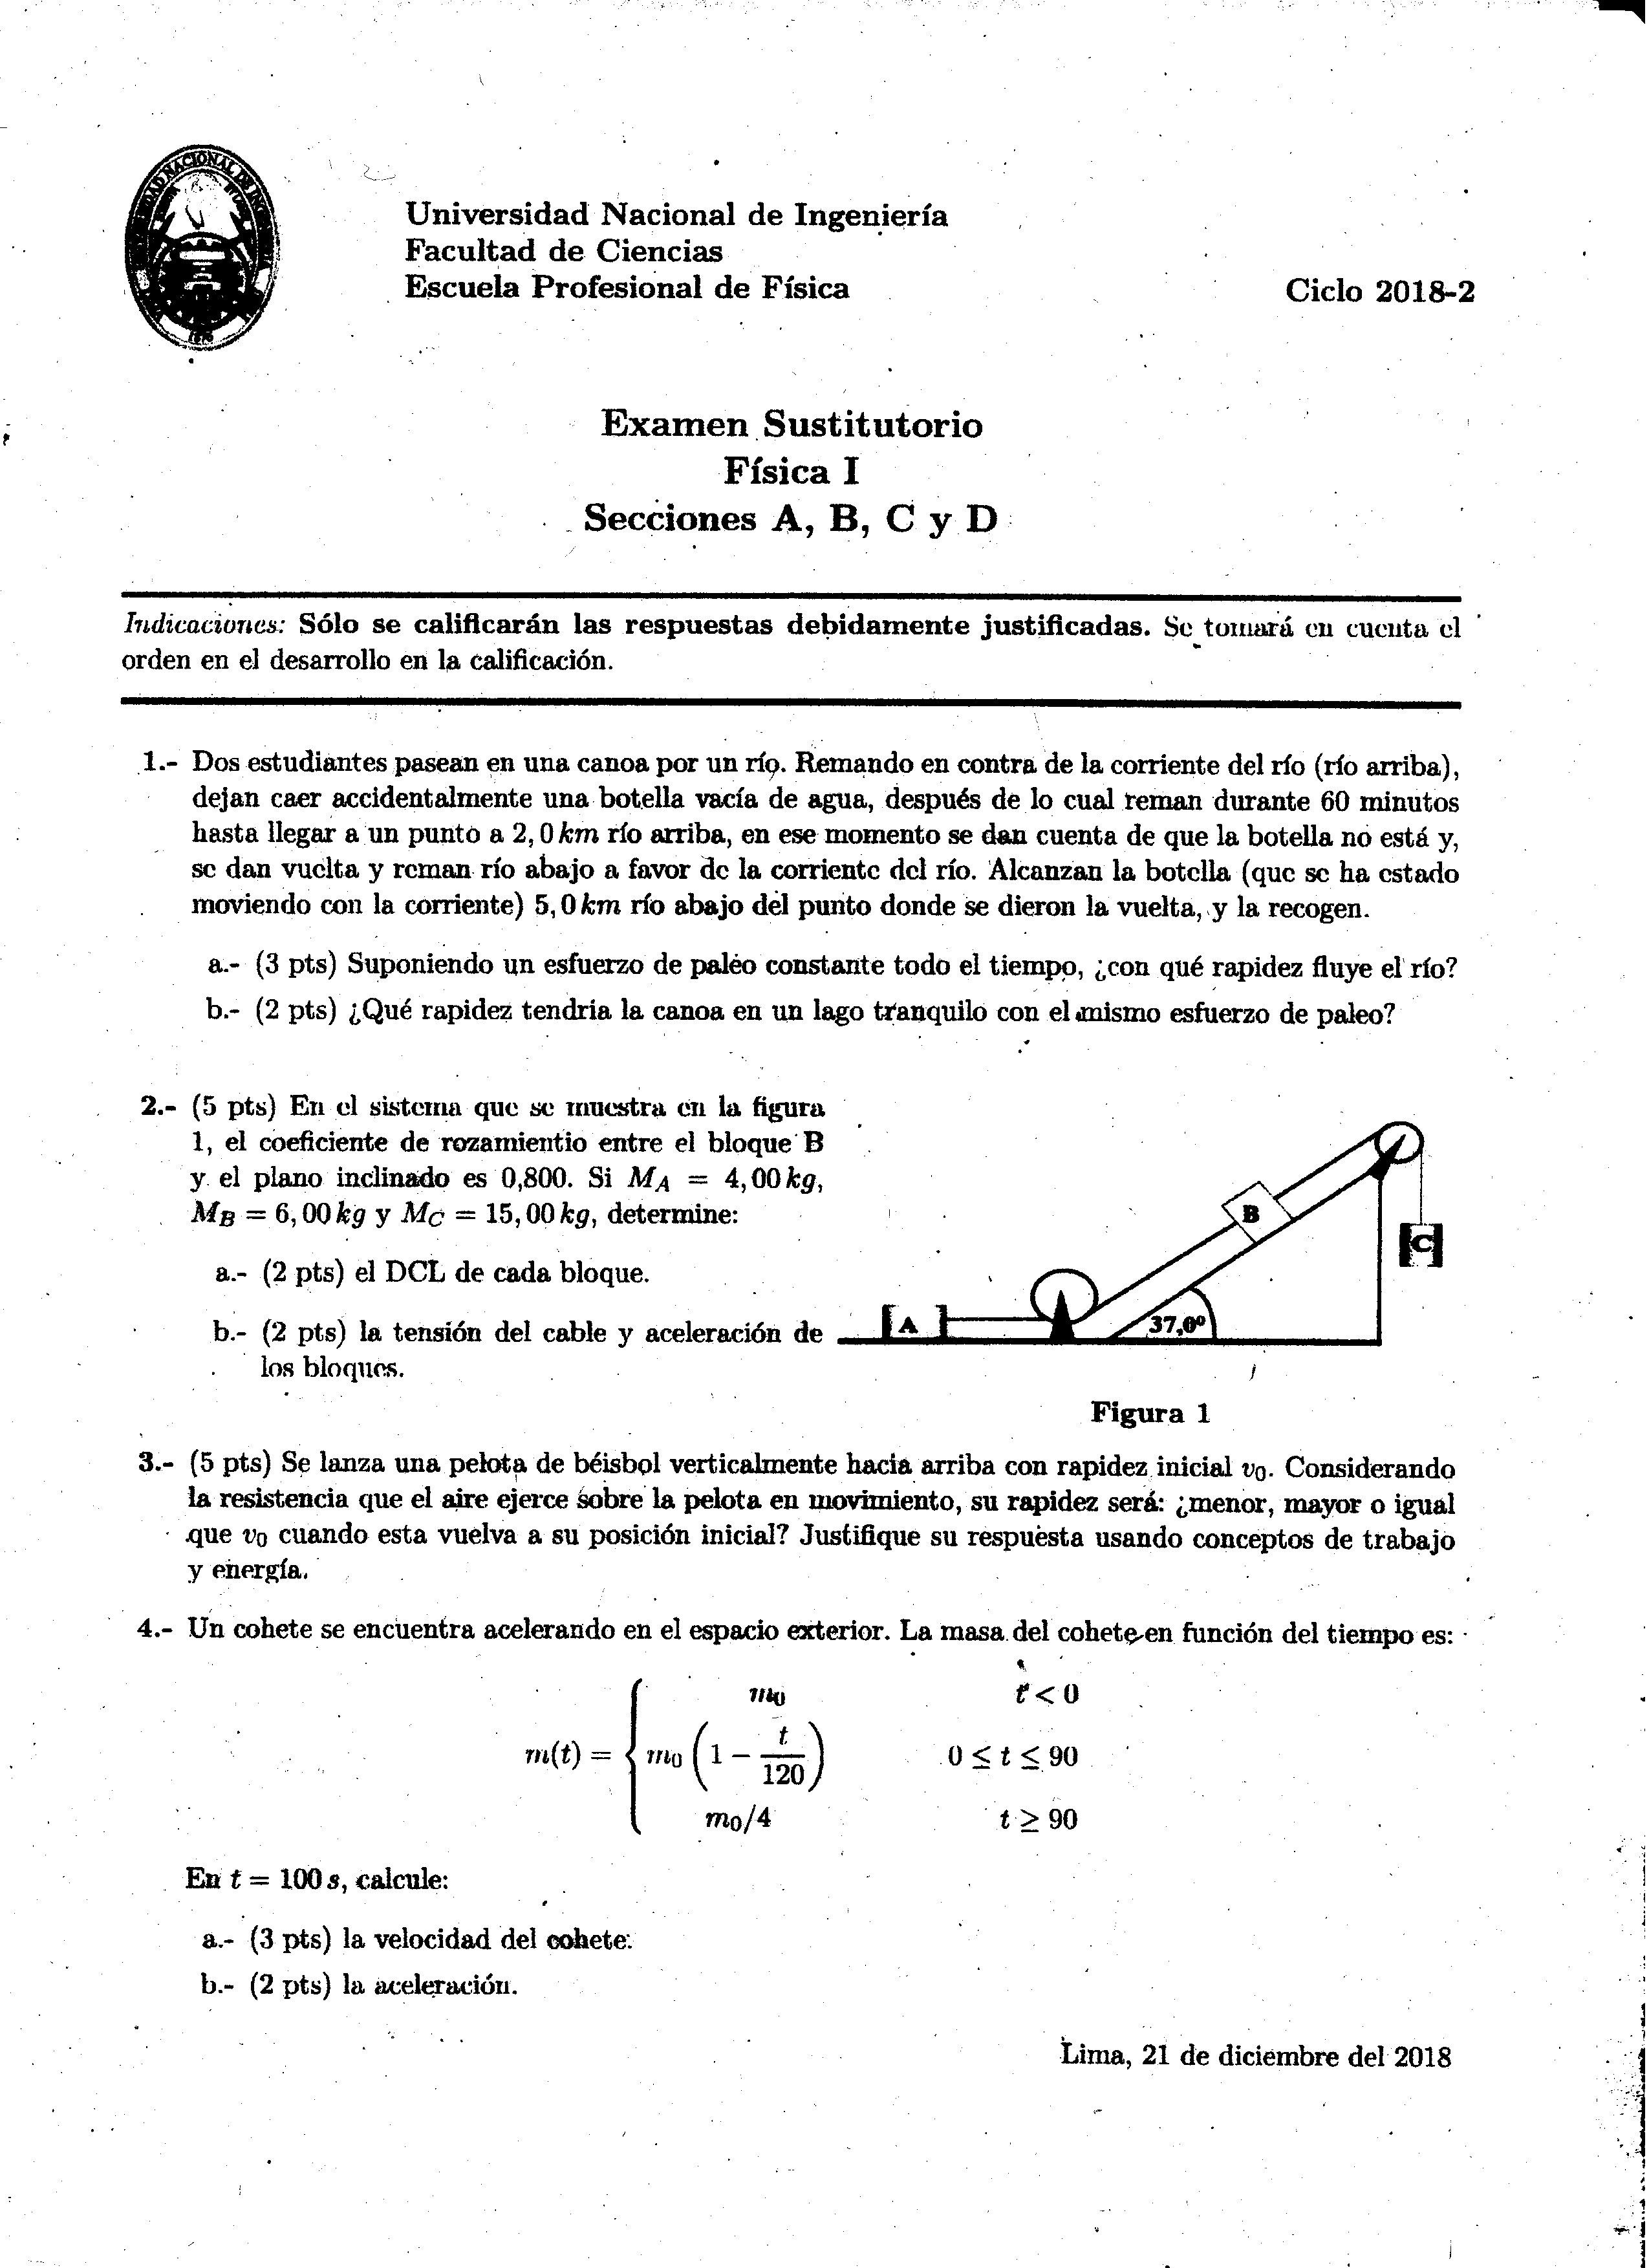 UNIVERSIDAD NACIONAL DE INGENIERÍA
Universidad Nacional de Ingeniería
Facultad de Ciencias
Escuela Profesional de Física
Ciclo 2018-2
Examen Sustitutorio
Física I
Secciones A, B, C y D
Indicaciones: Sólo se calificarán las respuestas debidamente justificadas. Se tomará en cuenta el
orden en el desarrollo en la calificación.
1.- Dos estudiantes pasean en una canoa por un río. Remando en contra de la corriente del río (río arriba),
dejan caer accidentalmente una botella vacía de agua, después de lo cual reman durante 60 minutos
hasta llegar a un punto a 2,0 km río arriba, en ese momento se dan cuenta de que la botella no está y,
se dan vuelta y reman río abajo a favor de la corriente del río. Alcanzan la botella (que se ha estado
moviendo con la corriente) 5,0 km río abajo del punto donde se dieron la vuelta, y la recogen.
a.- (3 pts) Suponiendo un esfuerzo de paleo constante todo el tiempo, ¿con qué rapidez fluye el río?
b.- (2 pts) ¿Qué rapidez tendria la canoa en un lago tranquilo con el mismo esfuerzo de paleo?
2.- (5 pts) En el sistema que se muestra en la figura
1, el coeficiente de rozamientio entre el bloque B
y el plano inclinado es 0,800. Si M_A = 4,00 kg,
M_B = 6,00 kg y M_C = 15,00 kg, determine:
a.- (2 pts) el DCL de cada bloque.
b.- (2 pts) la tensión del cable y aceleración de
los bloques.
B
C
A
37,0°
Figura 1
3.- (5 pts) Se lanza una pelota de béisbol verticalmente hacia arriba con rapidez inicial v₀. Considerando
la resistencia que el aire ejerce sobre la pelota en movimiento, su rapidez será: ¿menor, mayor o igual
que v₀ cuando esta vuelva a su posición inicial? Justifique su respuesta usando conceptos de trabajo
y energía.
4.- Un cohete se encuentra acelerando en el espacio exterior. La masa del cohete en función del tiempo es:
m₀ t < 0
m(t) = { m₀ (1 − t/120) 0 ≤ t ≤ 90
m₀/4 t ≥ 90
En t = 100 s, calcule:
a.- (3 pts) la velocidad del cohete.
b.- (2 pts) la aceleración.
Lima, 21 de diciembre del 2018